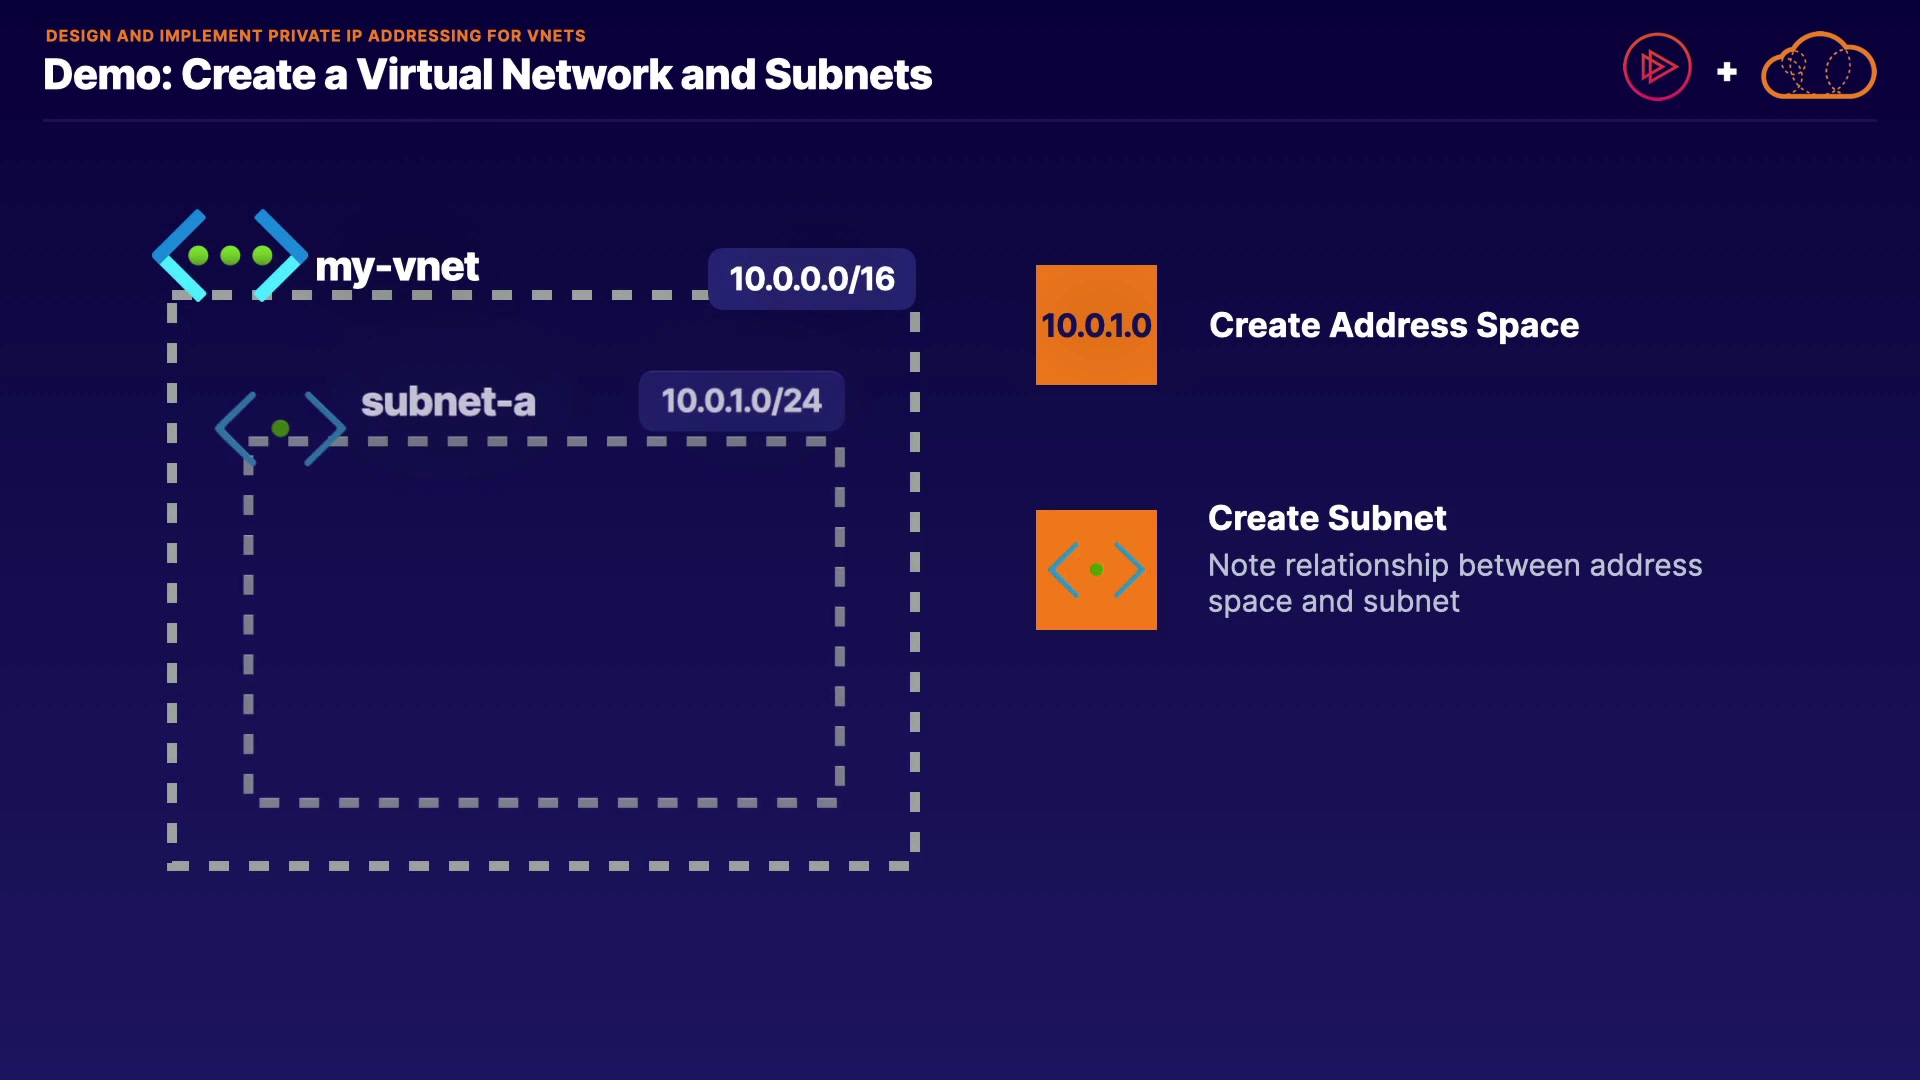 DESIGN AND IMPLEMENT PRIVATE IP ADDRESSING FOR VNETS
Demo: Create a Virtual Network and Subnets
my-vnet
10.0.0.0/16
subnet-a
10.0.1.0/24
10.0.1.0
Create Address Space
Create Subnet
Note relationship between address
space and subnet